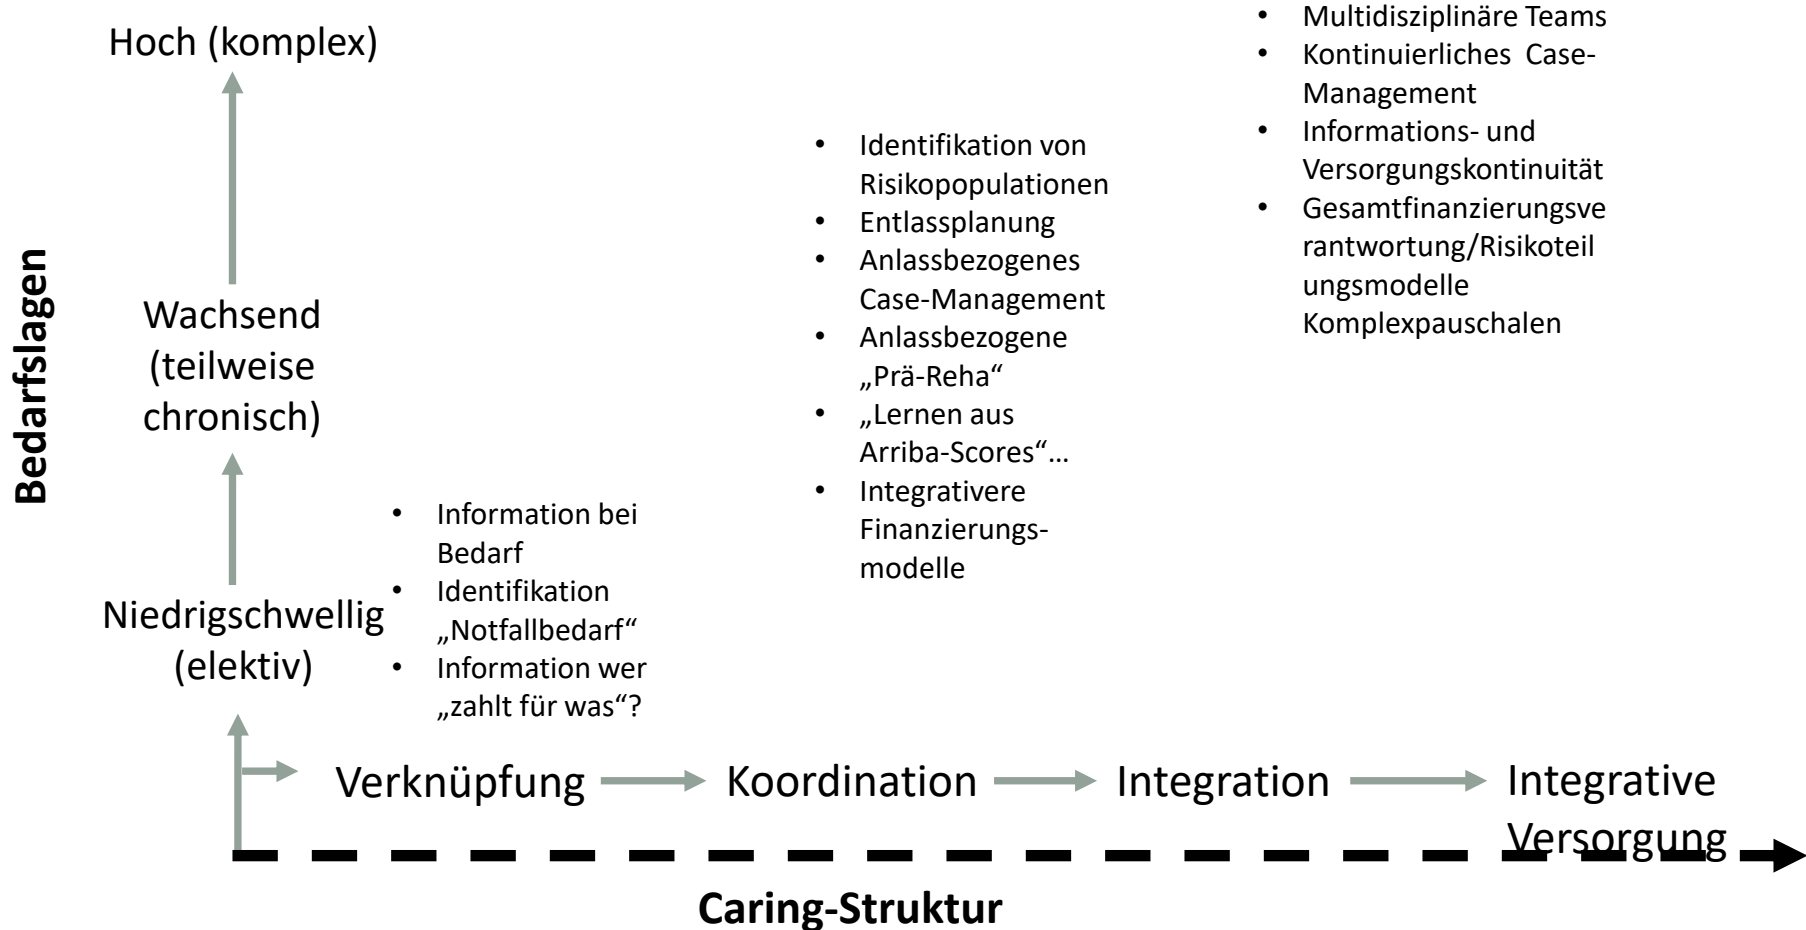 Bedarfslagen
Hoch (komplex)
Wachsend
(teilweise
chronisch)
Niedrigschwellig
(elektiv)
• Information bei
Bedarf
• Identifikation
„Notfallbedarf“
• Information wer
„zahlt für was“?
• Identifikation von
Risikopopulationen
• Entlassplanung
• Anlassbezogenes
Case-Management
• Anlassbezogene
„Prä-Reha“
• „Lernen aus
Arriba-Scores“…
• Integrativere
Finanzierungs-
modelle
• Multidisziplinäre Teams
• Kontinuierliches Case-
Management
• Informations- und
Versorgungskontinuität
• Gesamtfinanzierungsve
rantwortung/Risikoteil
ungsmodelle
Komplexpauschalen
Verknüpfung
Koordination
Integration
Integrative
Versorgung
Caring-Struktur